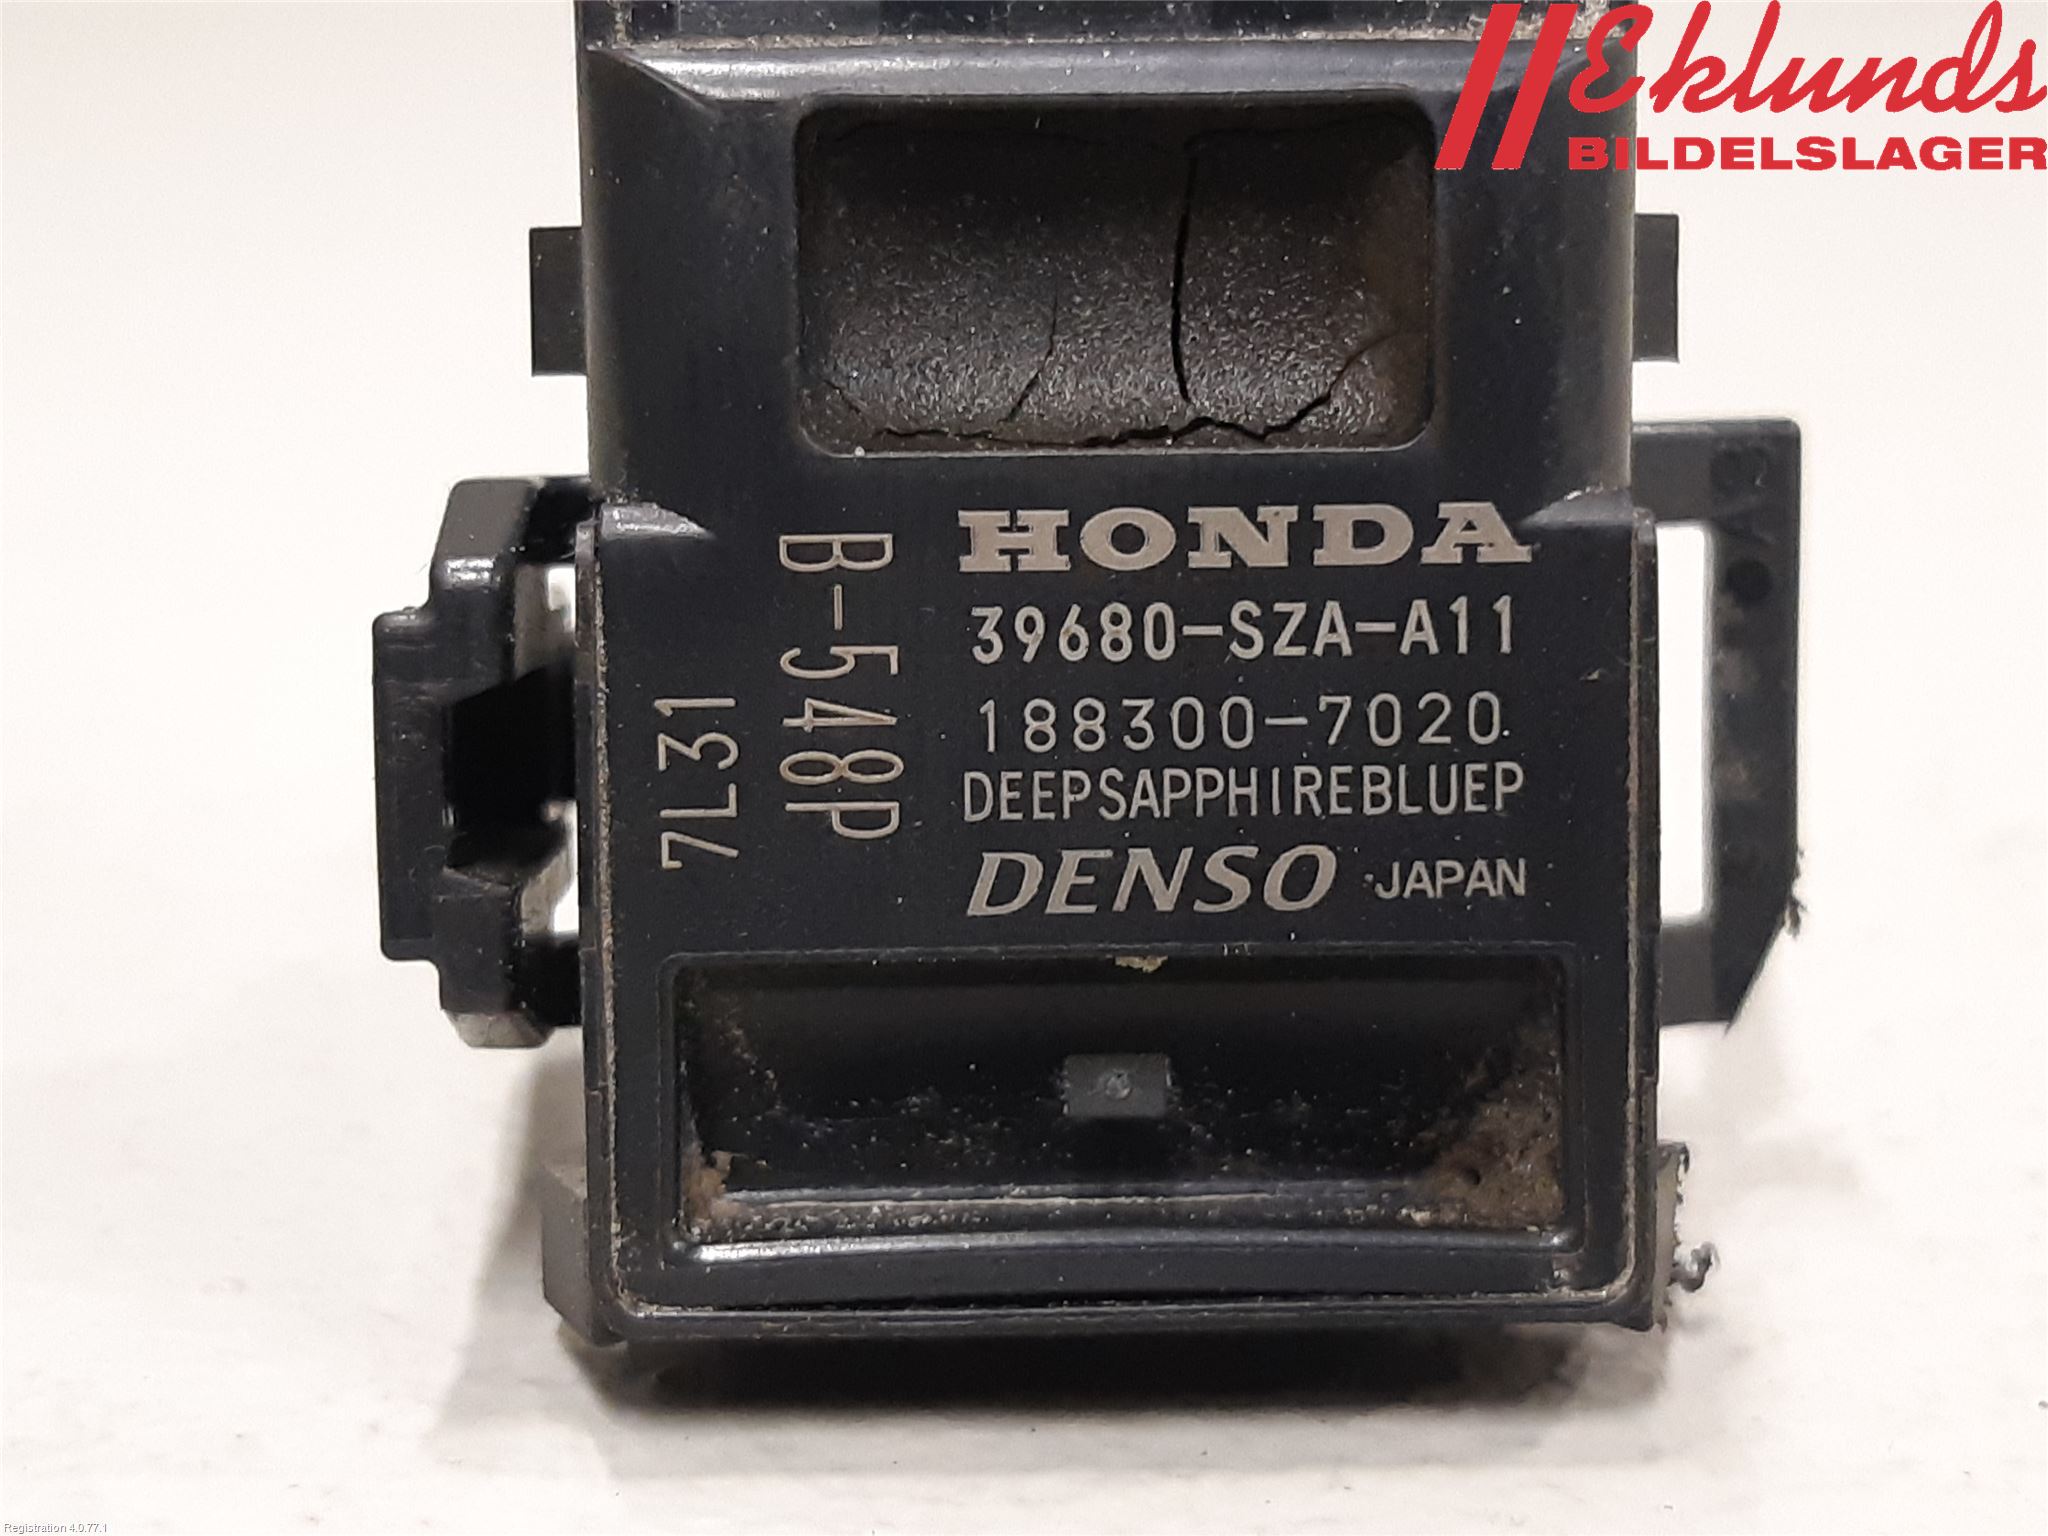 Eklunds
BILDELSLAGER
HONDA
39680-SZA-A11
188300-7020
DEEPSAPPHIREBLUEP
DENSO JAPAN
B-548P
7L31
Registration 4.0.77.1